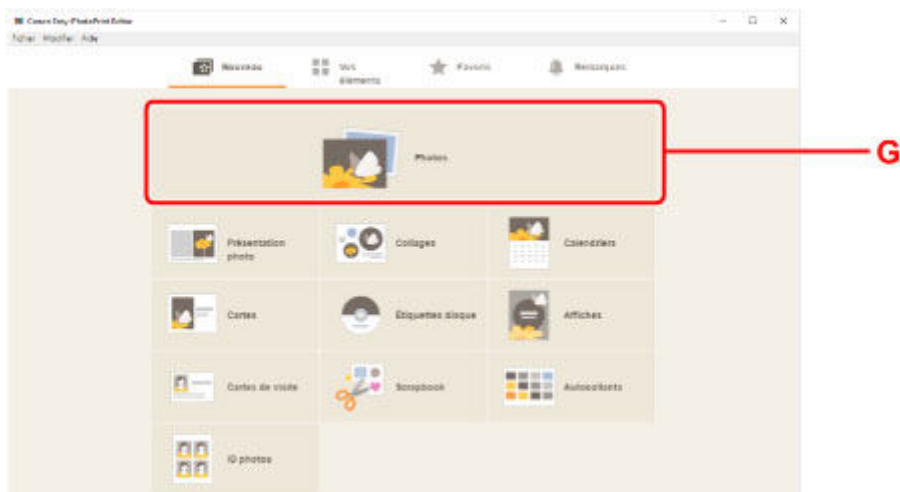 Canon Easy-PhotoPrint Editor
Fichier Modifier Aide
Nouveau
Vos
éléments
Favoris
Remarques
Photos
G
Présentation
photo
Collages
Calendriers
Cartes
Étiquettes disque
Affiches
Cartes de visite
Scrapbook
Autocollants
ID photos